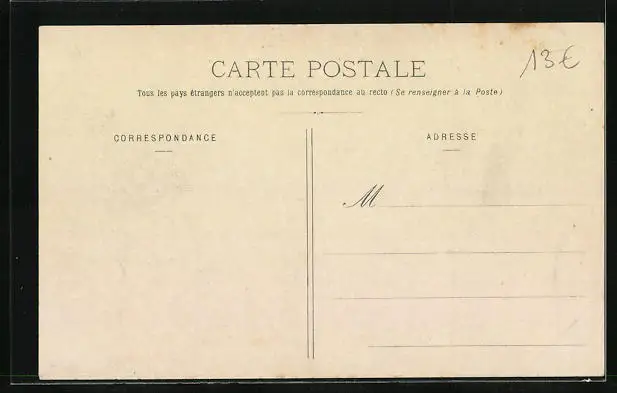 CARTE POSTALE
13€
Tous les pays étrangers n'acceptent pas la correspondance au recto (Se renseigner à la Poste)
CORRESPONDANCE
ADRESSE
M